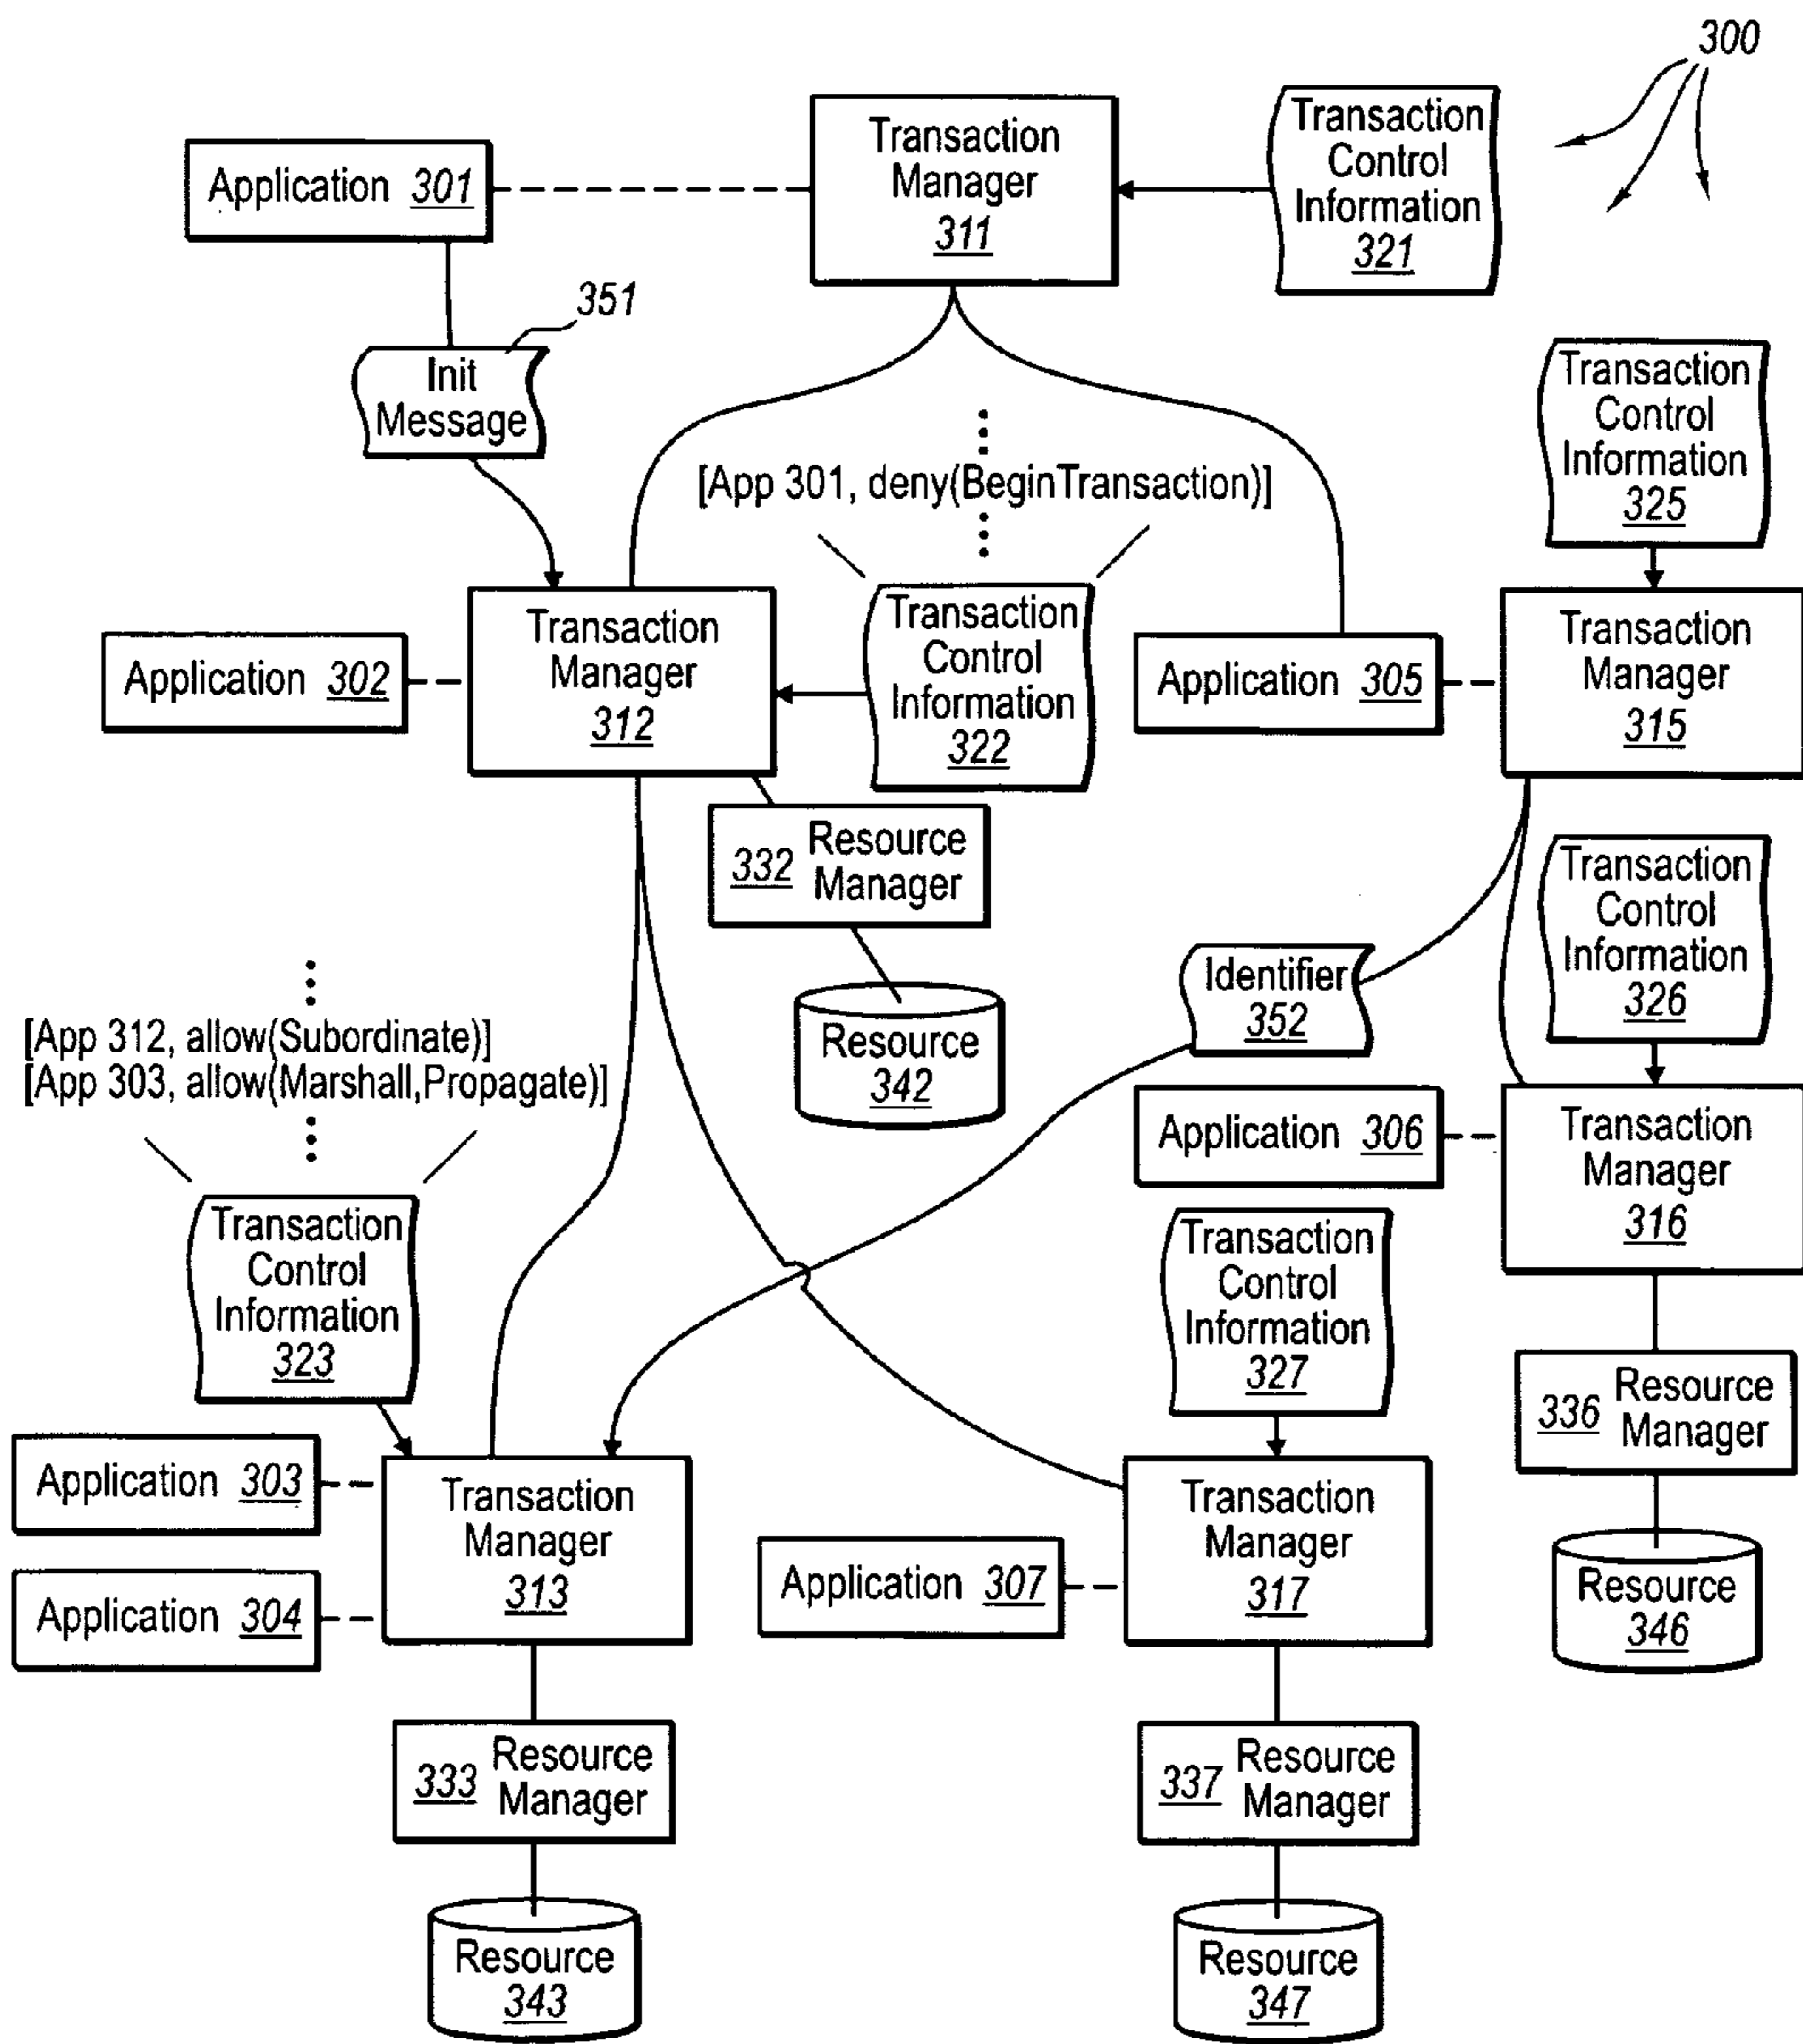 300
Transaction
Manager
311
Transaction
Control
Information
321
Application 301
351
Init
Message
Transaction
Control
Information
325
[App 301, deny(BeginTransaction)]
Transaction
Manager
312
Transaction
Control
Information
322
Application 302
Application 305
Transaction
Manager
315
332 Resource
Manager
Resource
342
Identifier
352
Transaction
Control
Information
326
[App 312, allow(Subordinate)]
[App 303, allow(Marshall,Propagate)]
Application 306
Transaction
Manager
316
Transaction
Control
Information
323
Transaction
Control
Information
327
336 Resource
Manager
Application 303
Transaction
Manager
313
Application 304
Application 307
Transaction
Manager
317
Resource
346
333 Resource
Manager
337 Resource
Manager
Resource
343
Resource
347